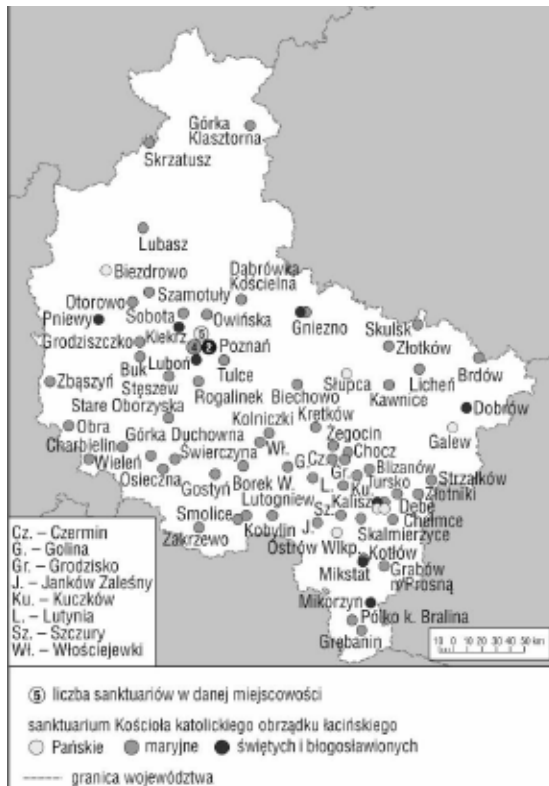 Górka
Klasztorna
Skrzatusz
Lubasz
Biezdrowo
Dąbrówka
Kościelna
Otorowo
Szamotuły
Pniewy
Sobota
Owińska
Gniezno
Skulsk
Kiekrz
5
Grodziszczko
4
2
Poznań
Złotków
Buk
Luboń
Tulce
Brdów
Zbąszyń
Stęszew
Rogalinek
Biechowo
Słupca
Kawnice
Licheń
Stare Oborzyska
Dobrów
Obra
Kolniczki
Kretków
Galew
Charbielin
Górka Duchowna
Wł.
Żegocin
Wieleń
Świerczyna
G.
Cz.
Chocz
Osieczna
Borek W.
Gr.
Blizanów
Strzałków
Gostyń
L.
Ku.
Tursko
Lutogniew
Kalisz
Złotniki
Smolice
Sz.
Dębe
Zakrzewo
Kobylin
J.
Chełmce
Skalmierzyce
Ostrów Wlkp.
Kotłów
Mikstat
Grabów
n/Prosną
Mikorzyn
Pólko k. Bralina
Grębanin
Cz. – Czermin
G. – Golina
Gr. – Grodzisko
J. – Janków Zaleśny
Ku. – Kuczków
L. – Lutynia
Sz. – Szczury
Wł. – Włościejewki
10 0 10 20 30 40 50 km
5 liczba sanktuariów w danej miejscowości
sanktuarium Kościoła katolickiego obrządku łacińskiego
Pańskie
maryjne
świętych i błogosławionych
granica województwa